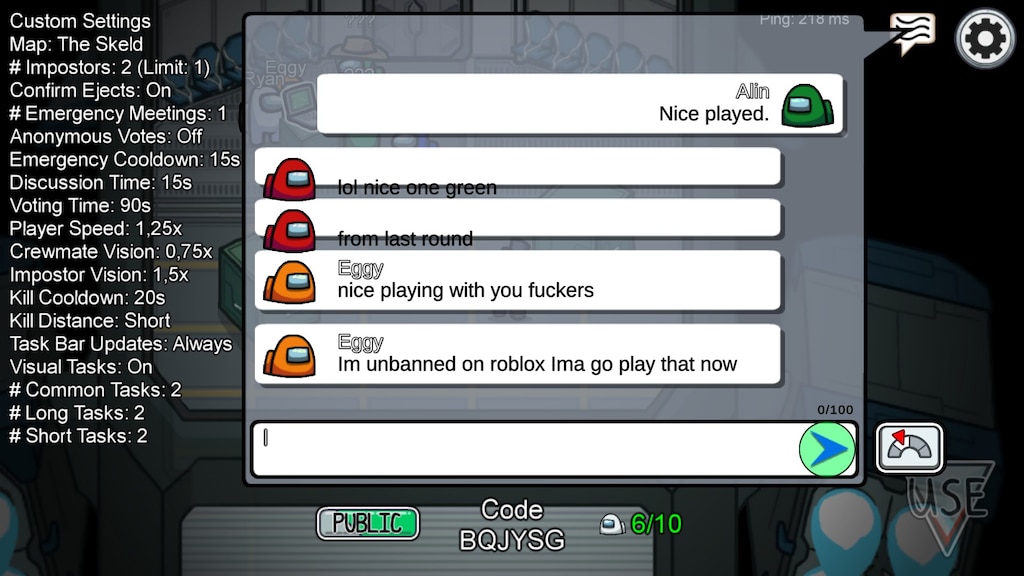 Custom Settings
Map: The Skeld
# Impostors: 2 (Limit: 1)
Confirm Ejects: On
# Emergency Meetings: 1
Anonymous Votes: Off
Emergency Cooldown: 15s
Discussion Time: 15s
Voting Time: 90s
Player Speed: 1,25x
Crewmate Vision: 0,75x
Impostor Vision: 1,5x
Kill Cooldown: 20s
Kill Distance: Short
Task Bar Updates: Always
Visual Tasks: On
# Common Tasks: 2
# Long Tasks: 2
# Short Tasks: 2
???
Ping: 218 ms
Eggy
Ryan
???
Alin
Nice played.
lol nice one green
from last round
Eggy
nice playing with you fuckers
Eggy
Im unbanned on roblox Ima go play that now
0/100
USE
PUBLIC
Code
BQJYSG
6/10